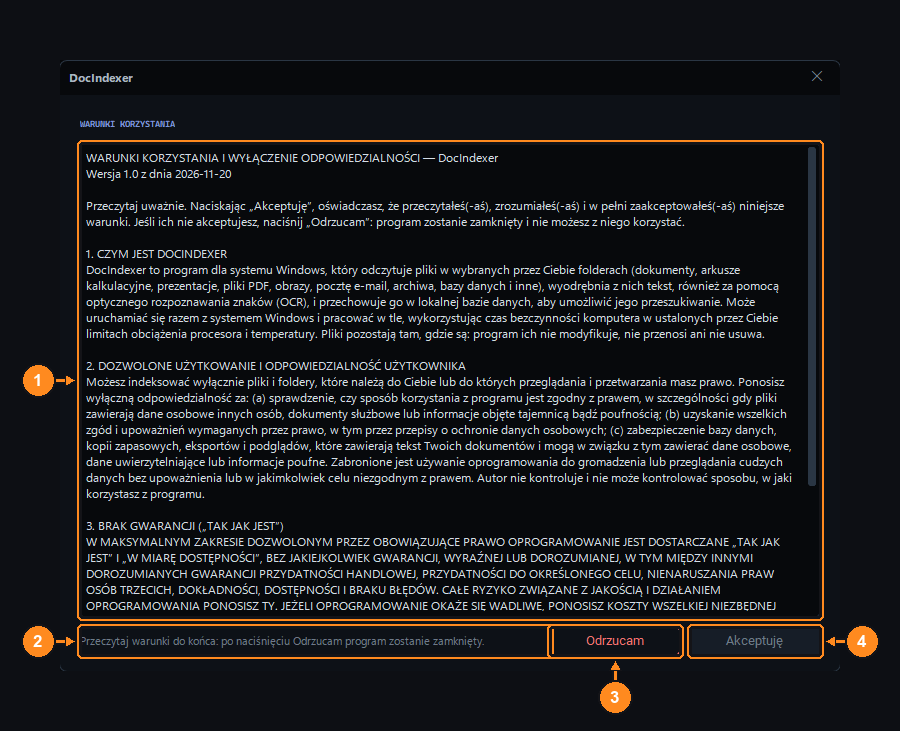 DocIndexer
WARUNKI KORZYSTANIA
WARUNKI KORZYSTANIA I WYŁĄCZENIE ODPOWIEDZIALNOŚCI — DocIndexer
Wersja 1.0 z dnia 2026-11-20
Przeczytaj uważnie. Naciskając „Akceptuję”, oświadczasz, że przeczytałeś(-aś), zrozumiałeś(-aś) i w pełni zaakceptowałeś(-aś) niniejsze
warunki. Jeśli ich nie akceptujesz, naciśnij „Odrzucam”: program zostanie zamknięty i nie możesz z niego korzystać.
1. CZYM JEST DOCINDEXER
DocIndexer to program dla systemu Windows, który odczytuje pliki w wybranych przez Ciebie folderach (dokumenty, arkusze
kalkulacyjne, prezentacje, pliki PDF, obrazy, pocztę e-mail, archiwa, bazy danych i inne), wyodrębnia z nich tekst, również za pomocą
optycznego rozpoznawania znaków (OCR), i przechowuje go w lokalnej bazie danych, aby umożliwić jego przeszukiwanie. Może
uruchamiać się razem z systemem Windows i pracować w tle, wykorzystując czas bezczynności komputera w ustalonych przez Ciebie
limitach obciążenia procesora i temperatury. Pliki pozostają tam, gdzie są: program ich nie modyfikuje, nie przenosi ani nie usuwa.
2. DOZWOLONE UŻYTKOWANIE I ODPOWIEDZIALNOŚĆ UŻYTKOWNIKA
Możesz indeksować wyłącznie pliki i foldery, które należą do Ciebie lub do których przeglądania i przetwarzania masz prawo. Ponosisz
wyłączną odpowiedzialność za: (a) sprawdzenie, czy sposób korzystania z programu jest zgodny z prawem, w szczególności gdy pliki
zawierają dane osobowe innych osób, dokumenty służbowe lub informacje objęte tajemnicą bądź poufnością; (b) uzyskanie wszelkich
zgód i upoważnień wymaganych przez prawo, w tym przez przepisy o ochronie danych osobowych; (c) zabezpieczenie bazy danych,
kopii zapasowych, eksportów i podglądów, które zawierają tekst Twoich dokumentów i mogą w związku z tym zawierać dane osobowe,
dane uwierzytelniające lub informacje poufne. Zabronione jest używanie oprogramowania do gromadzenia lub przeglądania cudzych
danych bez upoważnienia lub w jakimkolwiek celu niezgodnym z prawem. Autor nie kontroluje i nie może kontrolować sposobu, w jaki
korzystasz z programu.
3. BRAK GWARANCJI („TAK JAK JEST”)
W MAKSYMALNYM ZAKRESIE DOZWOLONYM PRZEZ OBOWIĄZUJĄCE PRAWO OPROGRAMOWANIE JEST DOSTARCZANE „TAK JAK
JEST” I „W MIARĘ DOSTĘPNOŚCI”, BEZ JAKIEJKOLWIEK GWARANCJI, WYRAŹNEJ LUB DOROZUMIANEJ, W TYM MIĘDZY INNYMI
DOROZUMIANYCH GWARANCJI PRZYDATNOŚCI HANDLOWEJ, PRZYDATNOŚCI DO OKREŚLONEGO CELU, NIENARUSZANIA PRAW
OSÓB TRZECICH, DOKŁADNOŚCI, DOSTĘPNOŚCI I BRAKU BŁĘDÓW. CAŁE RYZYKO ZWIĄZANE Z JAKOŚCIĄ I DZIAŁANIEM
OPROGRAMOWANIA PONOSISZ TY. JEŻELI OPROGRAMOWANIE OKAŻE SIĘ WADLIWE, PONOSISZ KOSZTY WSZELKIEJ NIEZBĘDNEJ
1
2
Przeczytaj warunki do końca: po naciśnięciu Odrzucam program zostanie zamknięty.
Odrzucam
Akceptuję
4
3